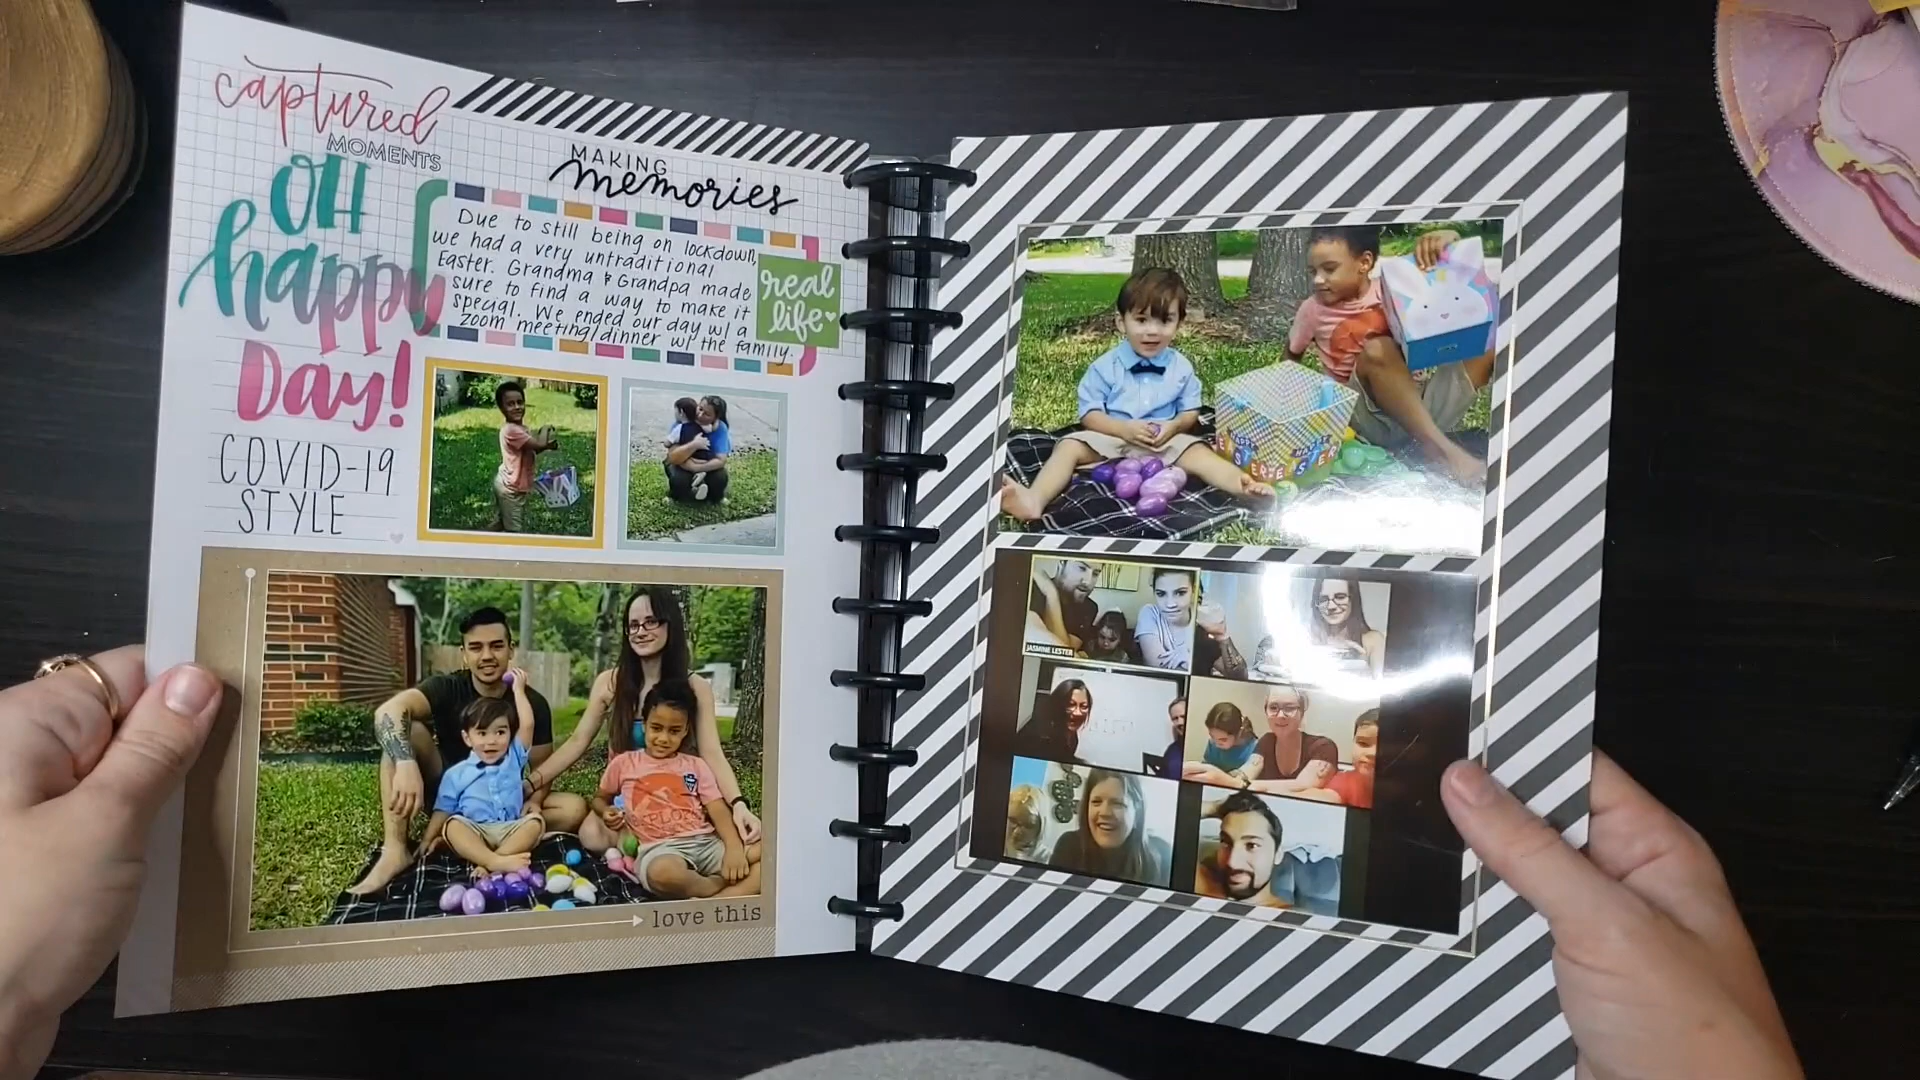 captured
MOMENTS
OH
happy
Day!
COVID-19
STYLE
MAKING
memories
Due to still being on lockdown,
we had a very untraditional
Easter. Grandma & Grandpa made
sure to find a way to make it
special. We ended our day w/ a
zoom meeting/dinner w/ the family.
real
life
love this
HAPPY
HAPPY
JASMINE LESTER